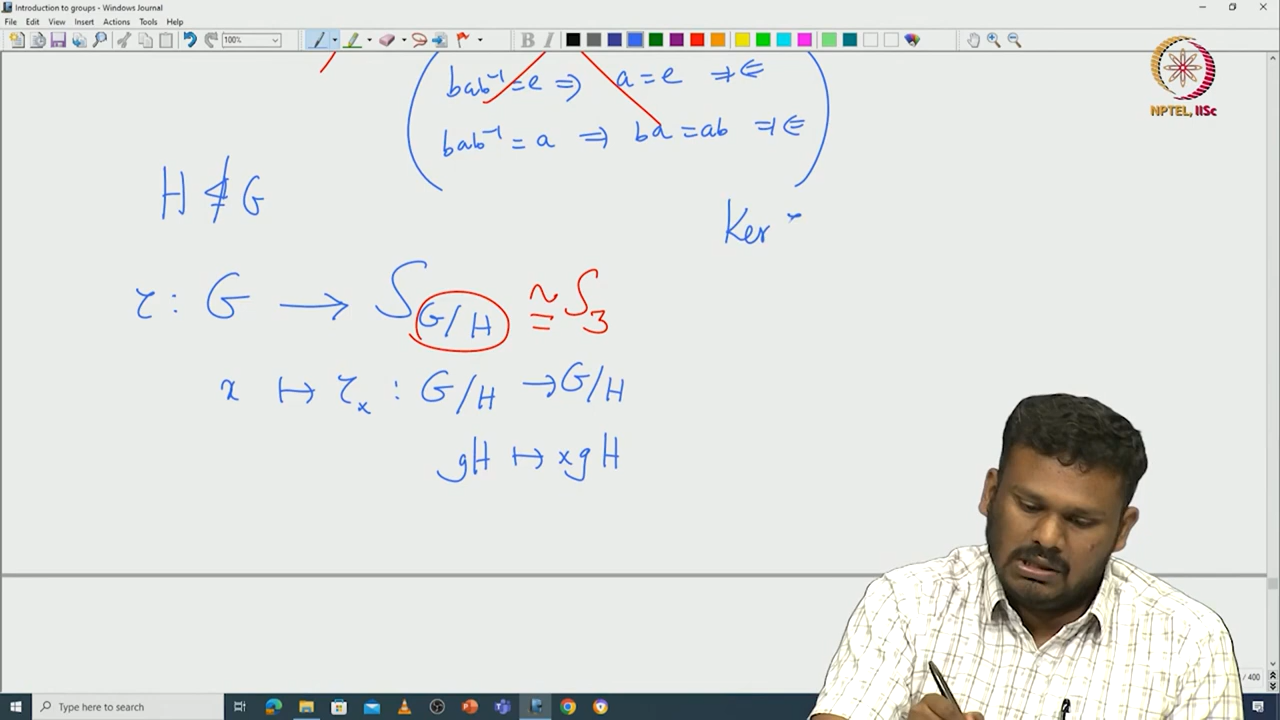 Introduction to groups - Windows Journal
File Edit View Insert Actions Tools Help
100%
B I
NPTEL, IISc
bab⁻¹ = e ⇒ a = e ⇒⇐
bab⁻¹ = a ⇒ ba = ab ⇒⇐
H ⋬ G
Ker τ
τ : G → S_{G/H} ≅ S_3
x ↦ τ_x : G/H → G/H
gH ↦ xgH
/ 400
Type here to search